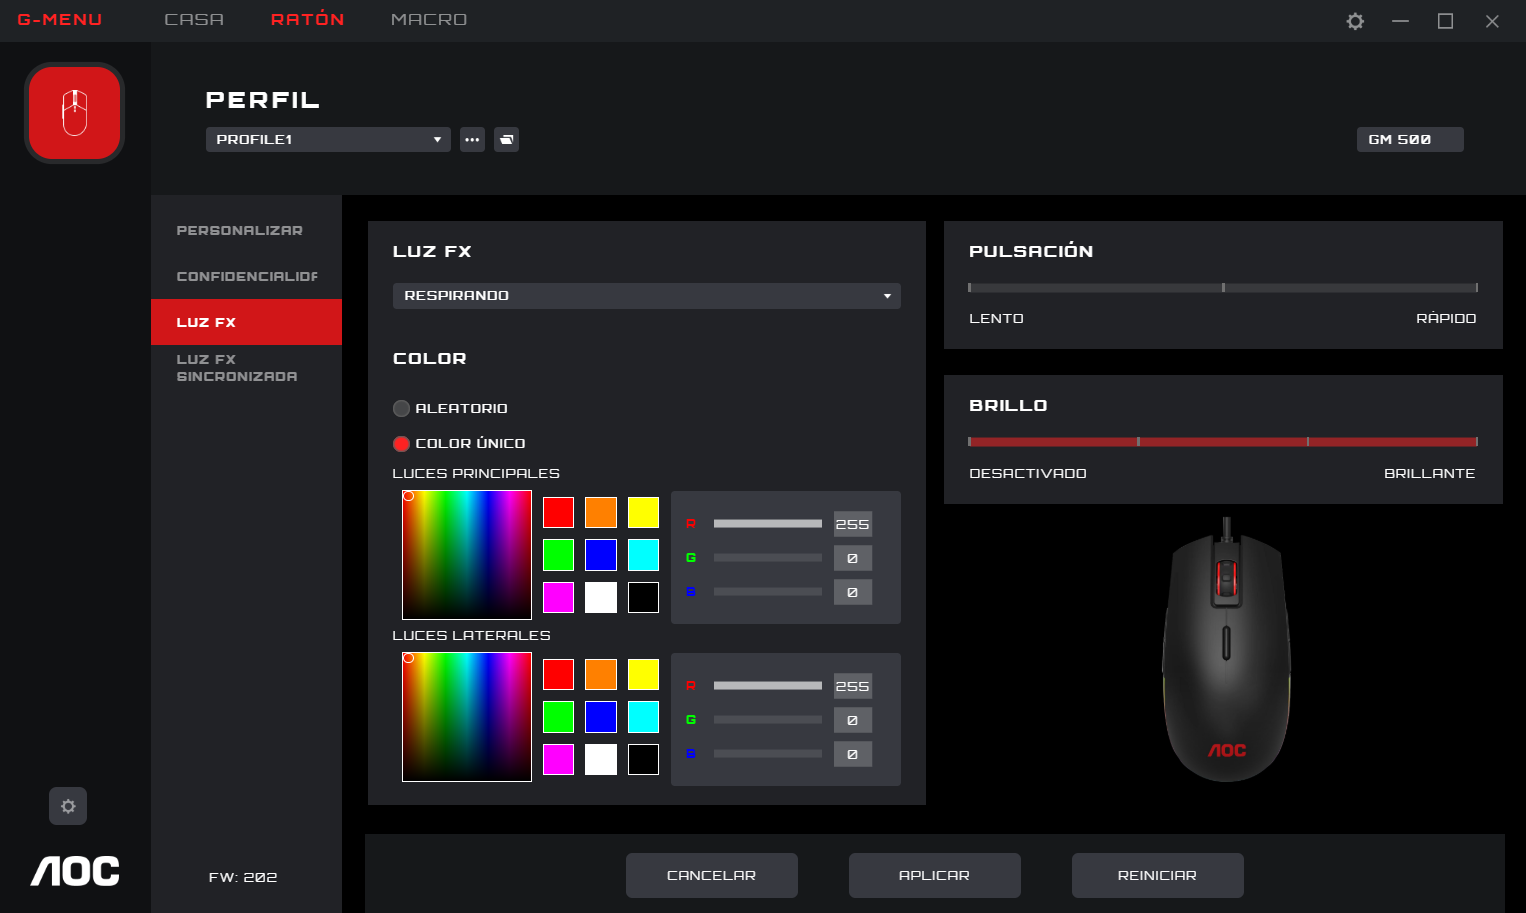 G-MENU
CASA
RATÓN
MACRO
PERFIL
PROFILE1
GM 500
PERSONALIZAR
CONFIDENCIALIDA
LUZ FX
LUZ FX
SINCRONIZADA
LUZ FX
RESPIRANDO
COLOR
ALEATORIO
COLOR ÚNICO
LUCES PRINCIPALES
R 255
G 0
B 0
LUCES LATERALES
R 255
G 0
B 0
PULSACIÓN
LENTO
RÁPIDO
BRILLO
DESACTIVADO
BRILLANTE
AOC
AOC
FW: 202
CANCELAR
APLICAR
REINICIAR